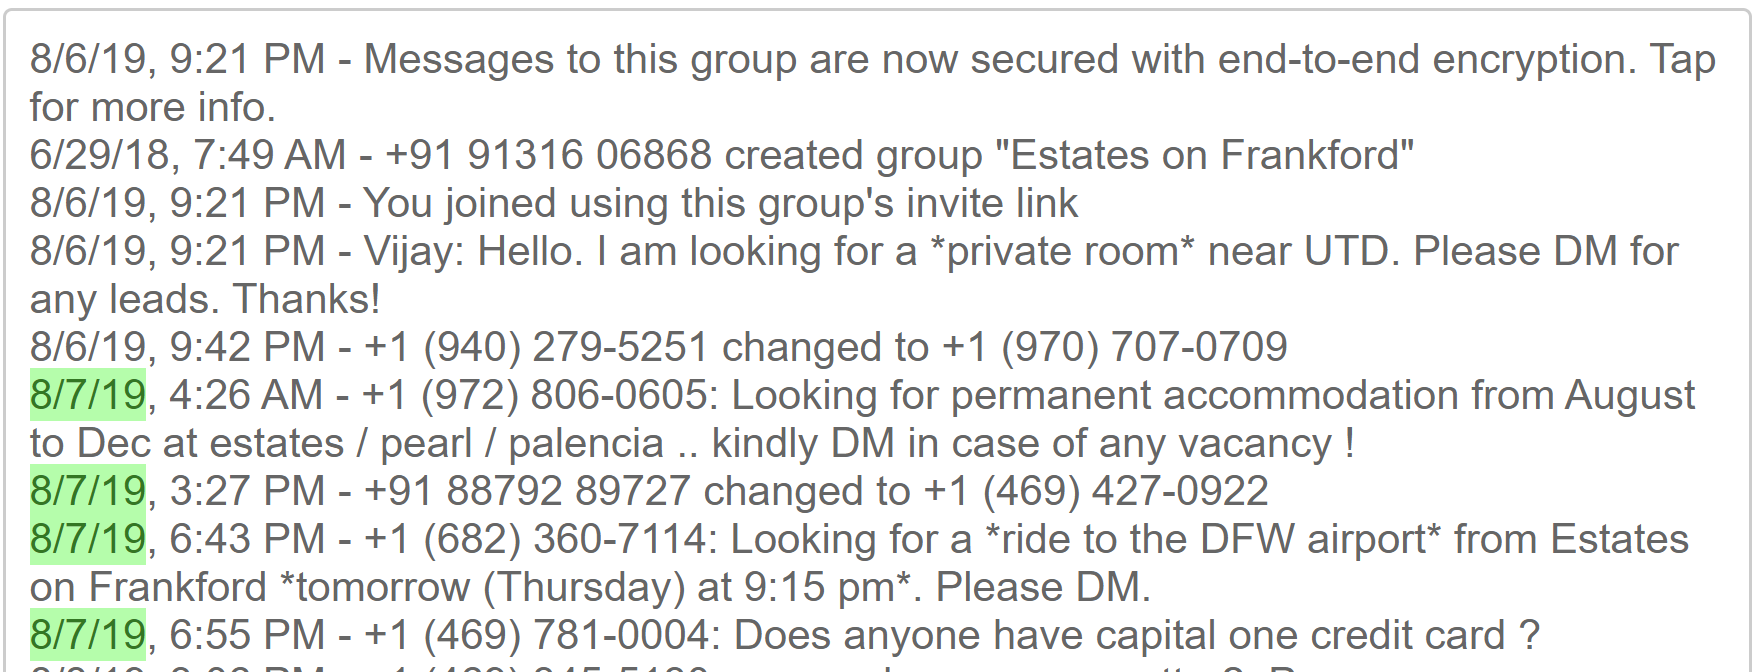 8/6/19, 9:21 PM - Messages to this group are now secured with end-to-end encryption. Tap
for more info.
6/29/18, 7:49 AM - +91 91316 06868 created group "Estates on Frankford"
8/6/19, 9:21 PM - You joined using this group's invite link
8/6/19, 9:21 PM - Vijay: Hello. I am looking for a *private room* near UTD. Please DM for
any leads. Thanks!
8/6/19, 9:42 PM - +1 (940) 279-5251 changed to +1 (970) 707-0709
8/7/19, 4:26 AM - +1 (972) 806-0605: Looking for permanent accommodation from August
to Dec at estates / pearl / palencia .. kindly DM in case of any vacancy !
8/7/19, 3:27 PM - +91 88792 89727 changed to +1 (469) 427-0922
8/7/19, 6:43 PM - +1 (682) 360-7114: Looking for a *ride to the DFW airport* from Estates
on Frankford *tomorrow (Thursday) at 9:15 pm*. Please DM.
8/7/19, 6:55 PM - +1 (469) 781-0004: Does anyone have capital one credit card ?